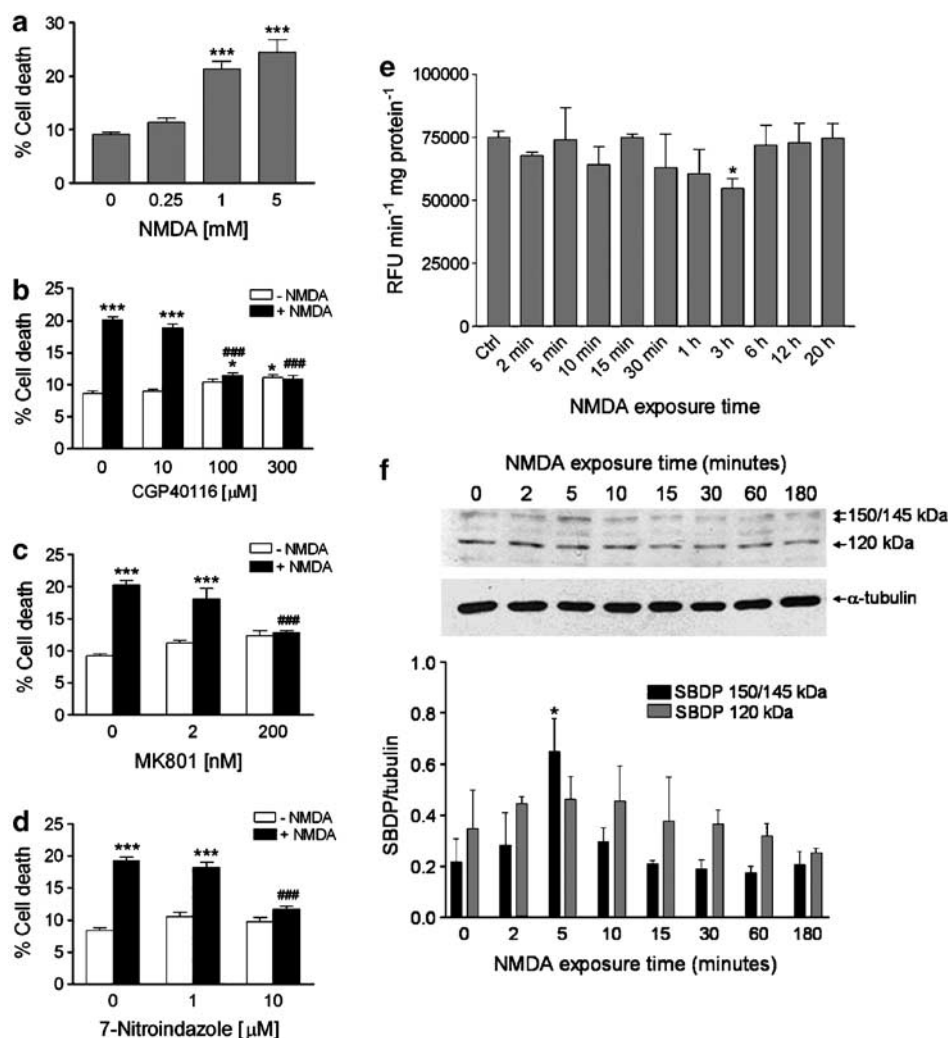 a
30
20
10
0
% Cell death
***
***
0 0.25 1 5
NMDA [mM]
b
25
20
15
10
5
0
% Cell death
- NMDA
+ NMDA
***
***
###
*
*
###
0 10 100 300
CGP40116 [µM]
c
25
20
15
10
5
0
% Cell death
- NMDA
+ NMDA
***
***
###
0 2 200
MK801 [nM]
d
25
20
15
10
5
0
% Cell death
- NMDA
+ NMDA
***
***
###
0 1 10
7-Nitroindazole [µM]
e
100000
75000
50000
25000
0
RFU min-1 mg protein-1
*
Ctrl 2 min 5 min 10 min 15 min 30 min 1 h 3 h 6 h 12 h 20 h
NMDA exposure time
f
NMDA exposure time (minutes)
0 2 5 10 15 30 60 180
150/145 kDa
120 kDa
α-tubulin
1.0
0.8
0.6
0.4
0.2
0.0
SBDP/tubulin
SBDP 150/145 kDa
SBDP 120 kDa
*
0 2 5 10 15 30 60 180
NMDA exposure time (minutes)